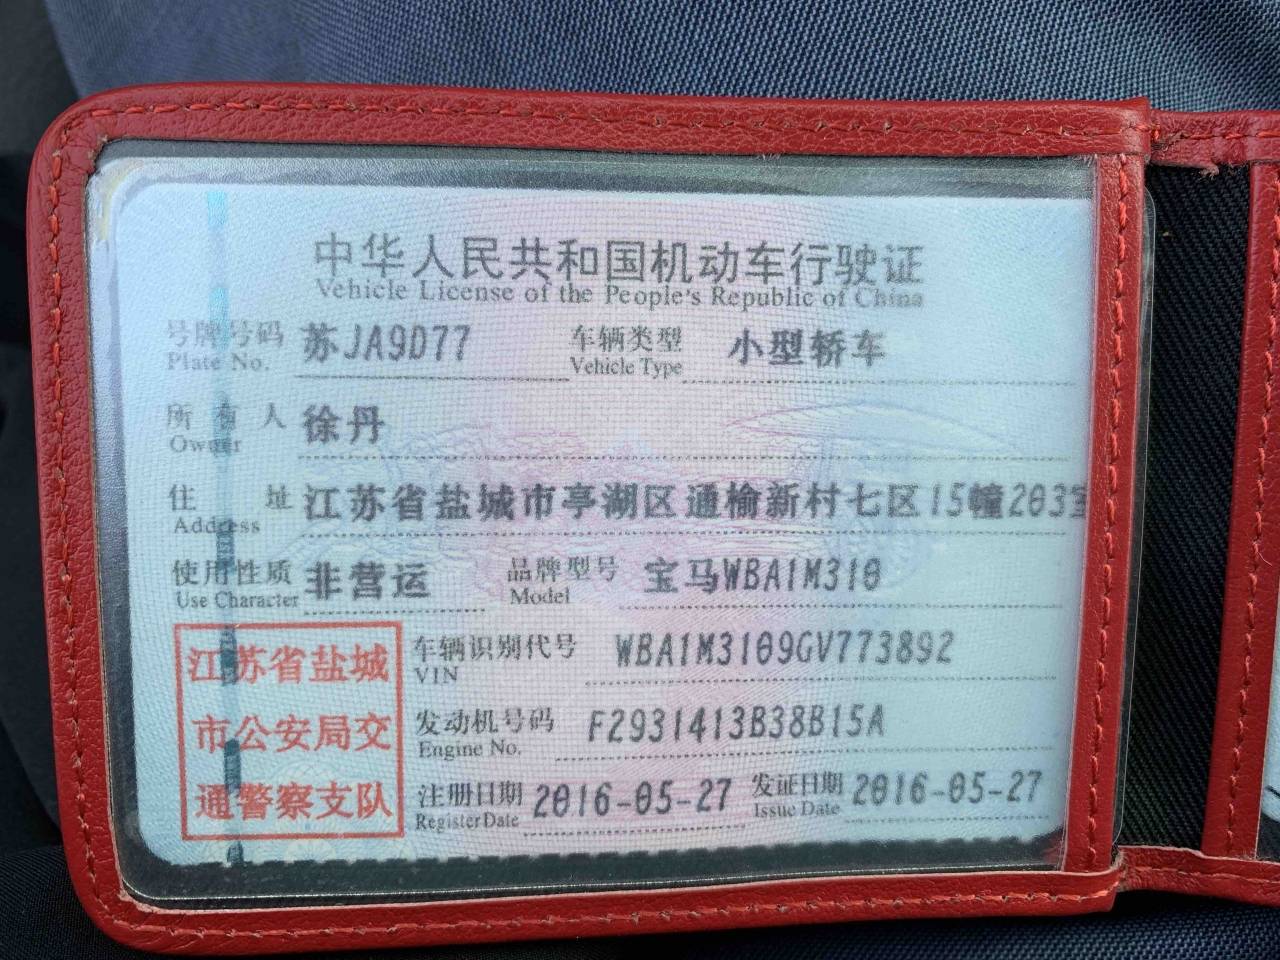 中华人民共和国机动车行驶证
Vehicle License of the People's Republic of China
号牌号码 苏JA9D77 车辆类型 小型轿车
Plate No. Vehicle Type
所有人 徐丹
Owner
住址 江苏省盐城市亭湖区通榆新村七区15幢203室
Address
使用性质 非营运 品牌型号 宝马WBA1M310
Use Character Model
江苏省盐城
市公安局交
通警察支队
车辆识别代号 WBA1M3109GV773892
VIN
发动机号码 F2931413B38B15A
Engine No.
注册日期 2016-05-27 发证日期 2016-05-27
Register Date Issue Date